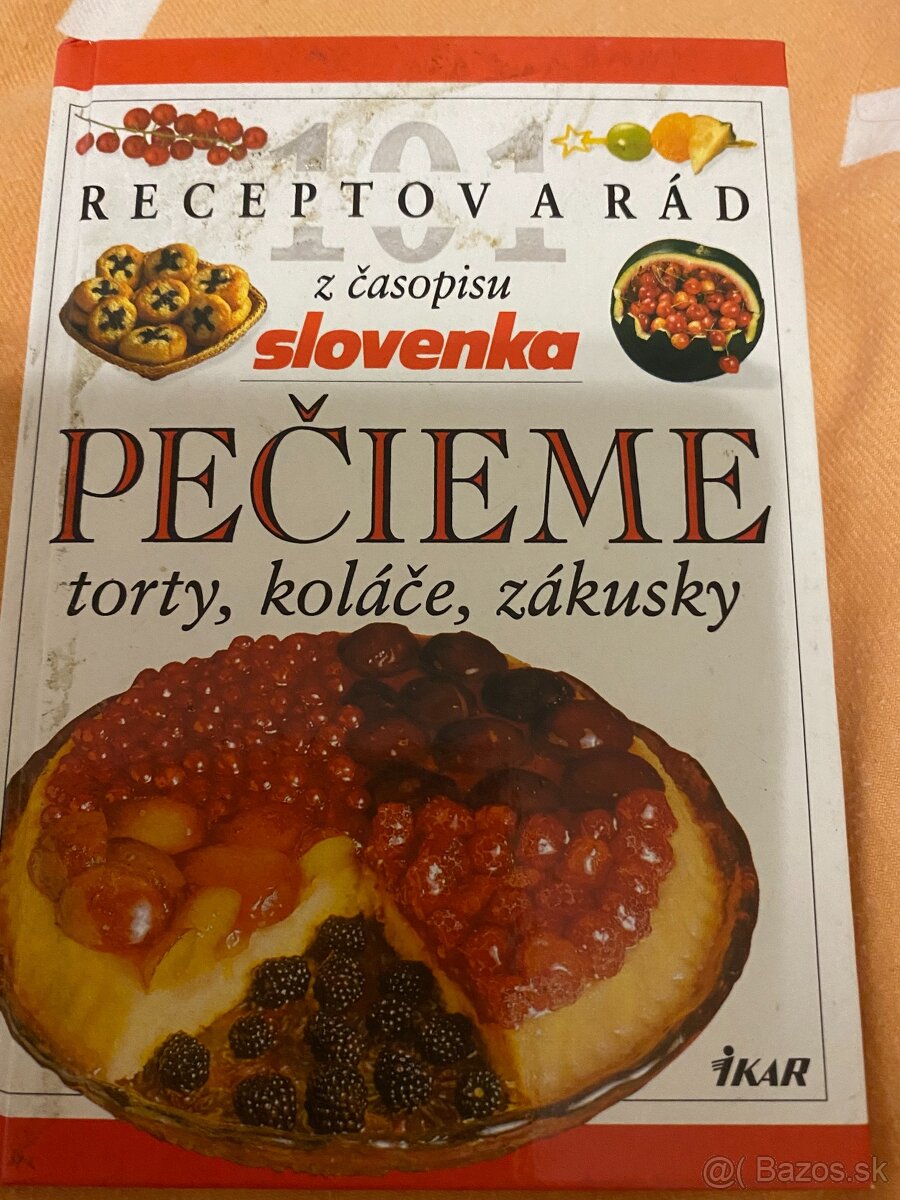 101
RECEPTOV A RÁD
z časopisu
slovenka
PEČIEME
torty, koláče, zákusky
IKAR
@( Bazos.sk